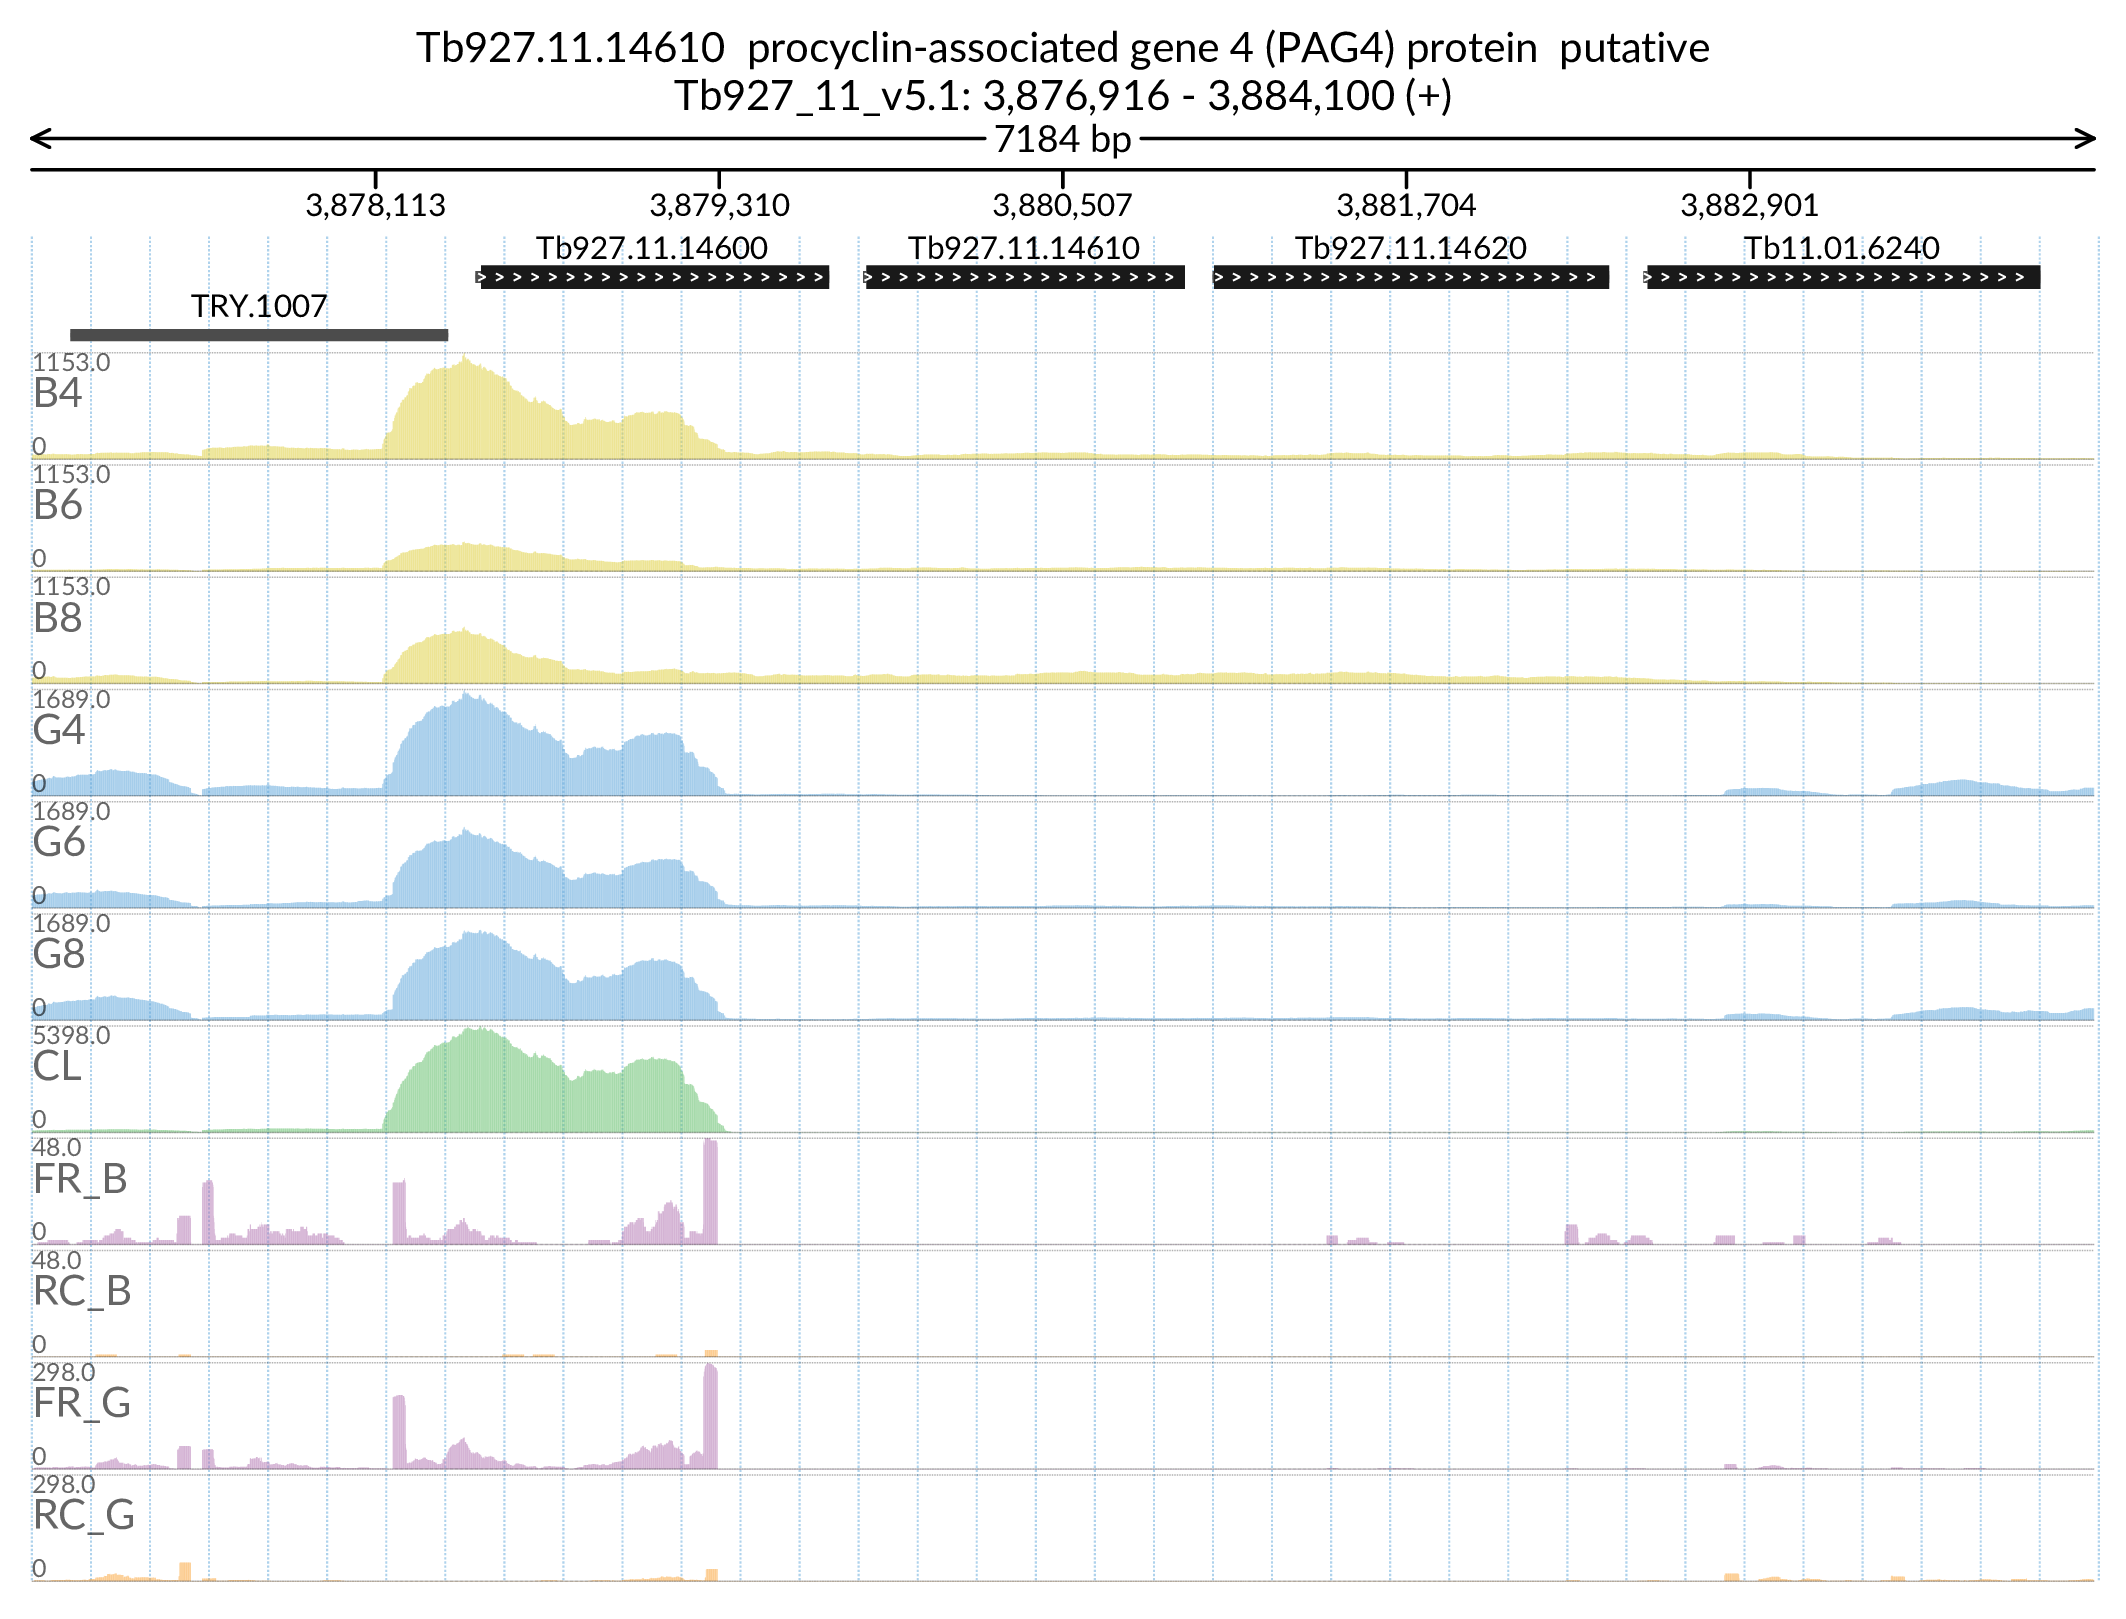 Tb927.11.14610 procyclin-associated gene 4 (PAG4) protein putative
Tb927_11_v5.1: 3,876,916 - 3,884,100 (+)
7184 bp
3,878,113 3,879,310 3,880,507 3,881,704 3,882,901
Tb927.11.14600 Tb927.11.14610 Tb927.11.14620 Tb11.01.6240
TRY.1007
1153.0
B4
0
1153.0
B6
0
1153.0
B8
0
1689.0
G4
0
1689.0
G6
0
1689.0
G8
0
5398.0
CL
0
48.0
FR_B
0
48.0
RC_B
0
298.0
FR_G
0
298.0
RC_G
0